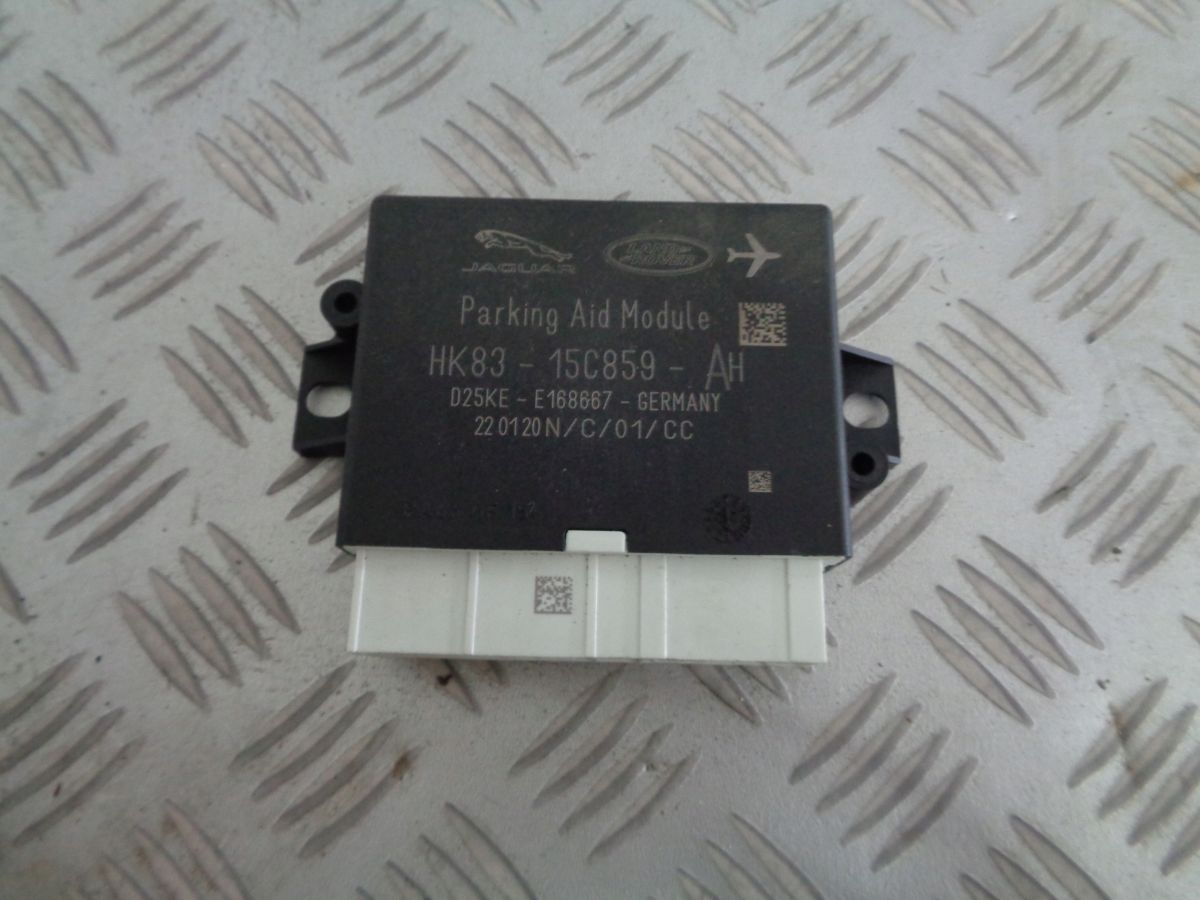 JAGUAR LAND ROVER
Parking Aid Module
HK83 - 15C859 - AH
D25KE - E168667 - GERMANY
220120N/C/01/CC